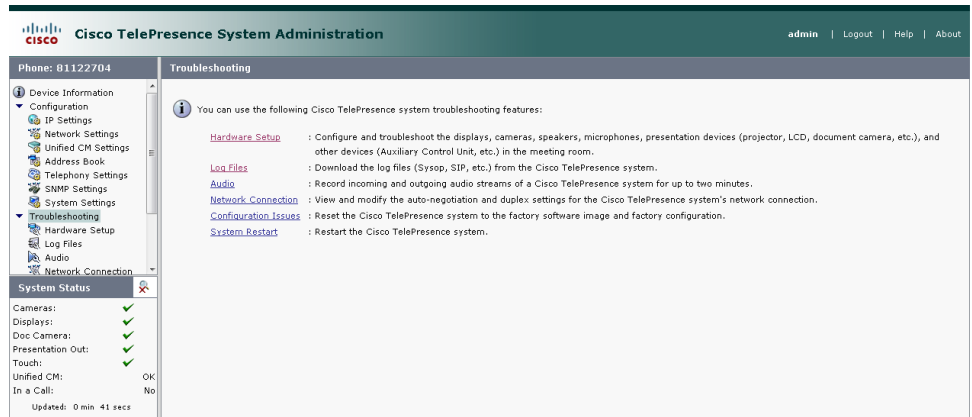 CISCO Cisco TelePresence System Administration
admin | Logout | Help | About
Phone: 81122704
Device Information
Configuration
IP Settings
Network Settings
Unified CM Settings
Address Book
Telephony Settings
SNMP Settings
System Settings
Troubleshooting
Hardware Setup
Log Files
Audio
Network Connection
System Status
Cameras:
Displays:
Doc Camera:
Presentation Out:
Touch:
Unified CM: OK
In a Call: No
Updated: 0 min 41 secs
Troubleshooting
You can use the following Cisco TelePresence system troubleshooting features:
Hardware Setup : Configure and troubleshoot the displays, cameras, speakers, microphones, presentation devices (projector, LCD, document camera, etc.), and
other devices (Auxiliary Control Unit, etc.) in the meeting room.
Log Files : Download the log files (Sysop, SIP, etc.) from the Cisco TelePresence system.
Audio : Record incoming and outgoing audio streams of a Cisco TelePresence system for up to two minutes.
Network Connection : View and modify the auto-negotiation and duplex settings for the Cisco TelePresence system's network connection.
Configuration Issues : Reset the Cisco TelePresence system to the factory software image and factory configuration.
System Restart : Restart the Cisco TelePresence system.